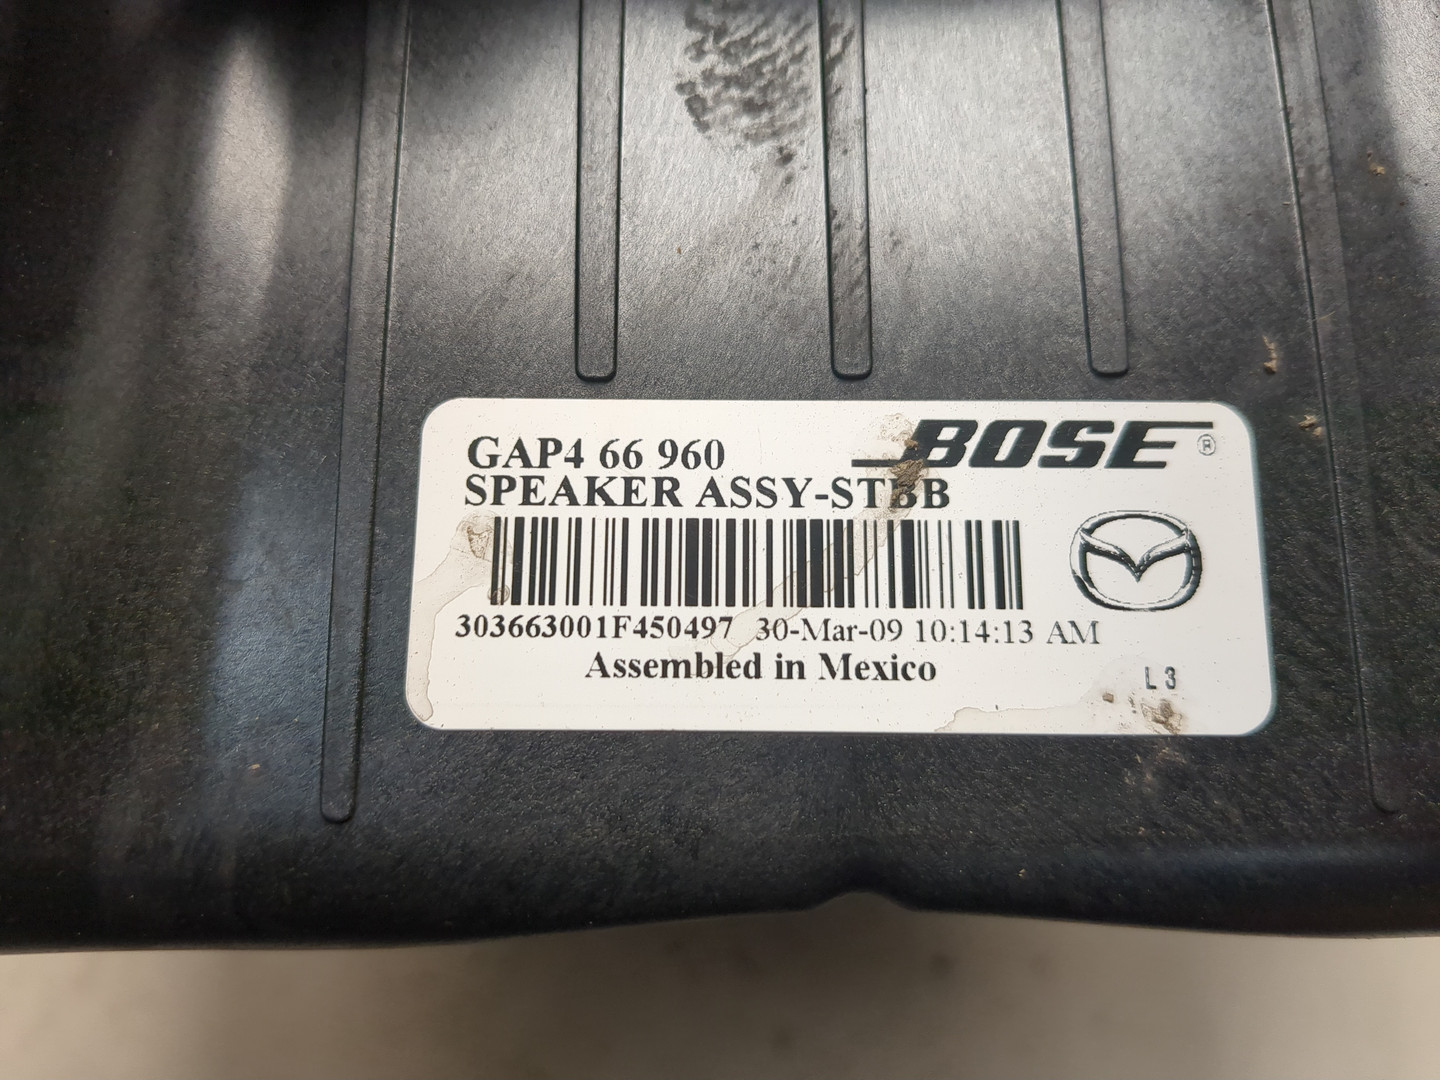 GAP4 66 960
BOSE®
SPEAKER ASSY-STBB
303663001F450497 30-Mar-09 10:14:13 AM
Assembled in Mexico
L3